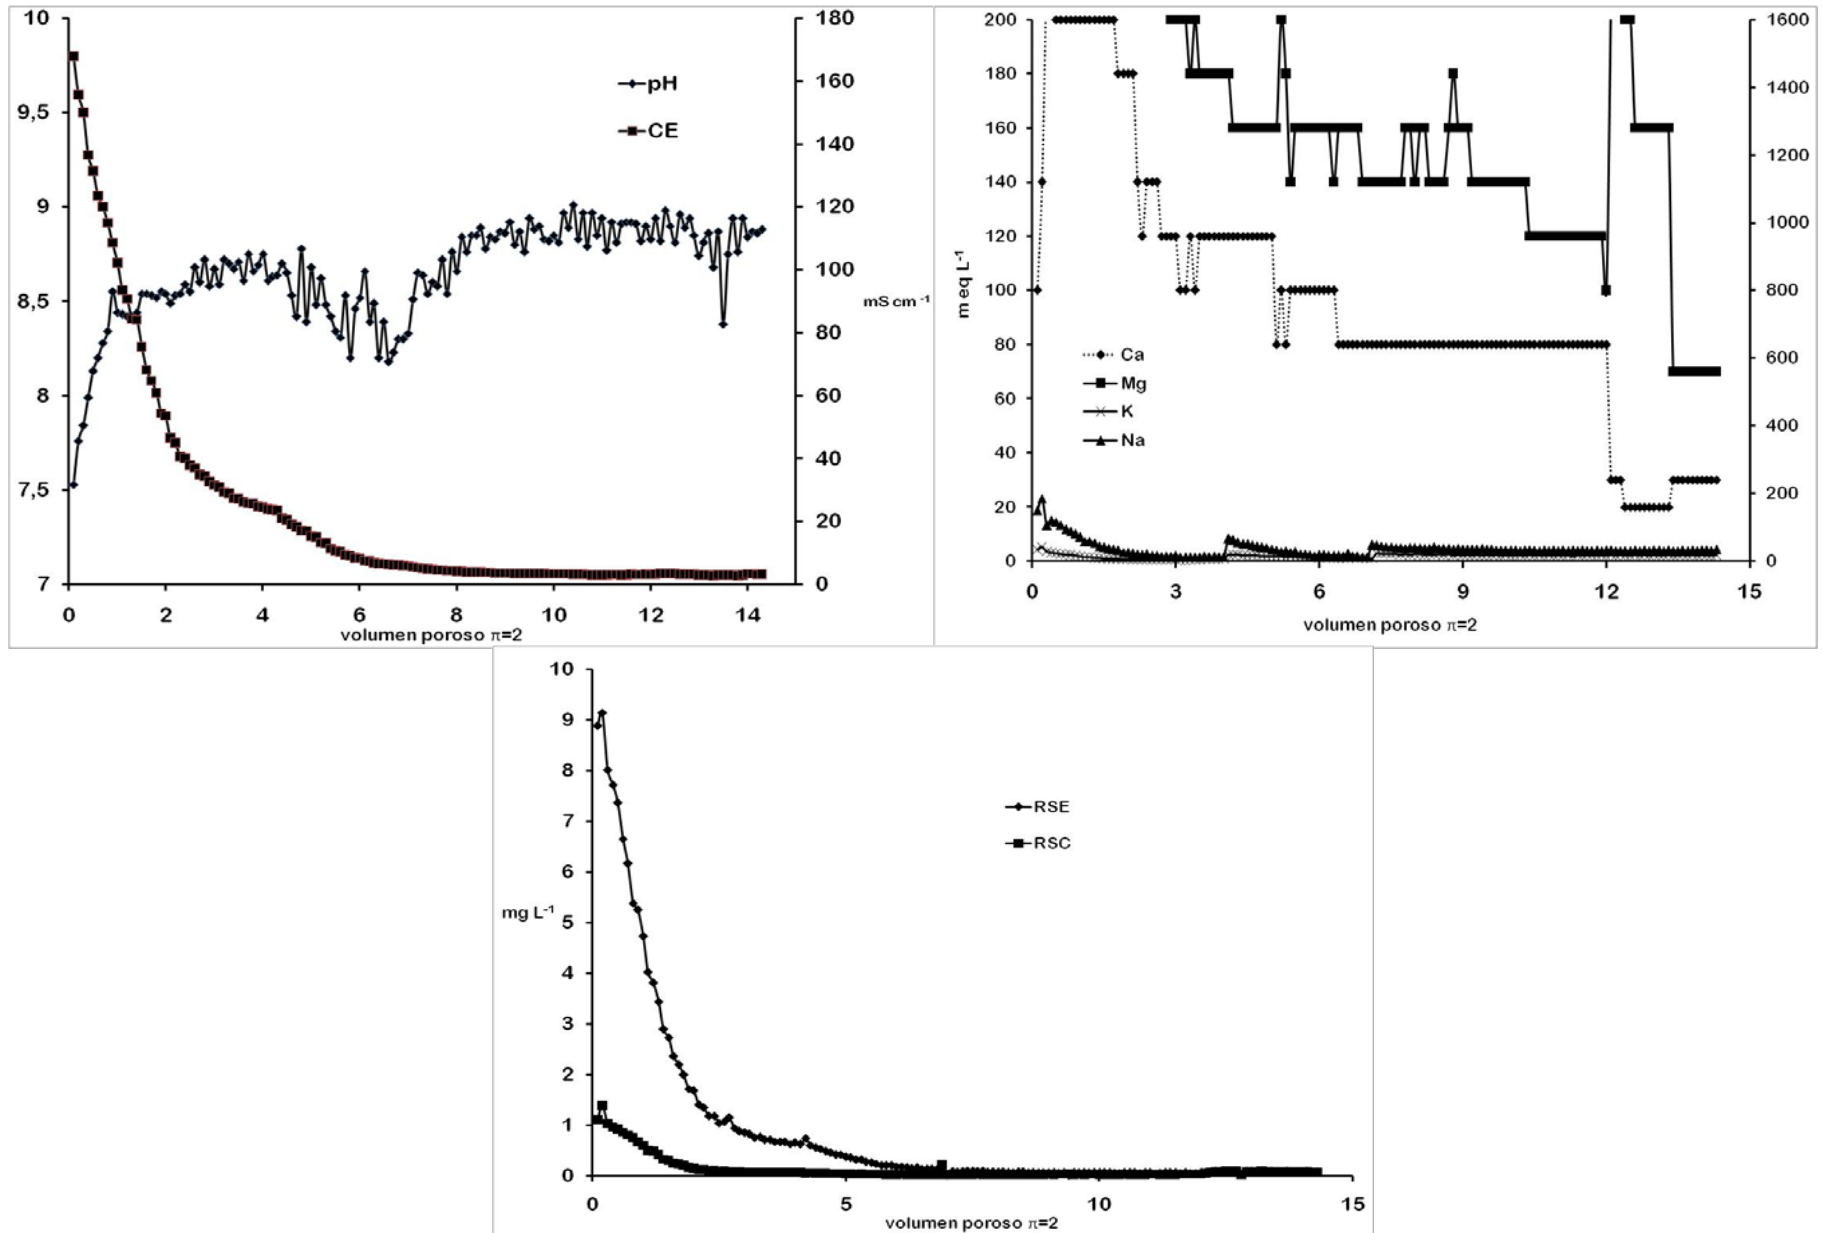 10
9,5
9
8,5
8
7,5
7
180
160
140
120
100
80
60
40
20
0
pH
CE
mS cm⁻¹
0 2 4 6 8 10 12 14
volumen poroso π=2
200
180
160
140
120
100
80
60
40
20
0
m eq L⁻¹
1600
1400
1200
1000
800
600
400
200
0
Ca
Mg
K
Na
0 3 6 9 12 15
volumen poroso π=2
10
9
8
7
6
5
4
3
2
1
0
mg L⁻¹
RSE
RSC
0 5 10 15
volumen poroso π=2